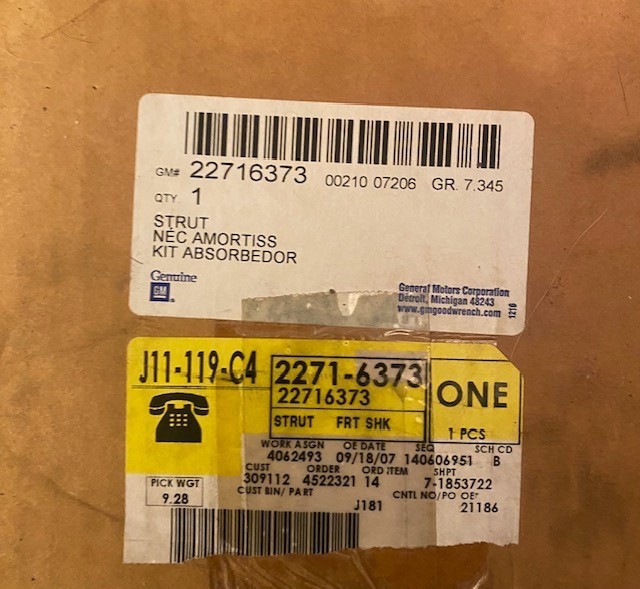 GM# 22716373 00210 07206 GR. 7.345
QTY. 1
STRUT
NÉC AMORTISS
KIT ABSORBEDOR
Genuine
GM
General Motors Corporation
Detroit, Michigan 48243
www.gmgoodwrench.com
1210
J11-119-C4
2271-6373
22716373
STRUT FRT SHK
ONE
1 PCS
WORK ASGN OE DATE SEQ SCH CD
4062493 09/18/07 140606951 B
CUST ORDER ORD ITEM SHPT
309112 4522321 14 7-1853722
PICK WGT
9.28
CUST BIN/ PART CNTL NO/PO OE
J181 21186